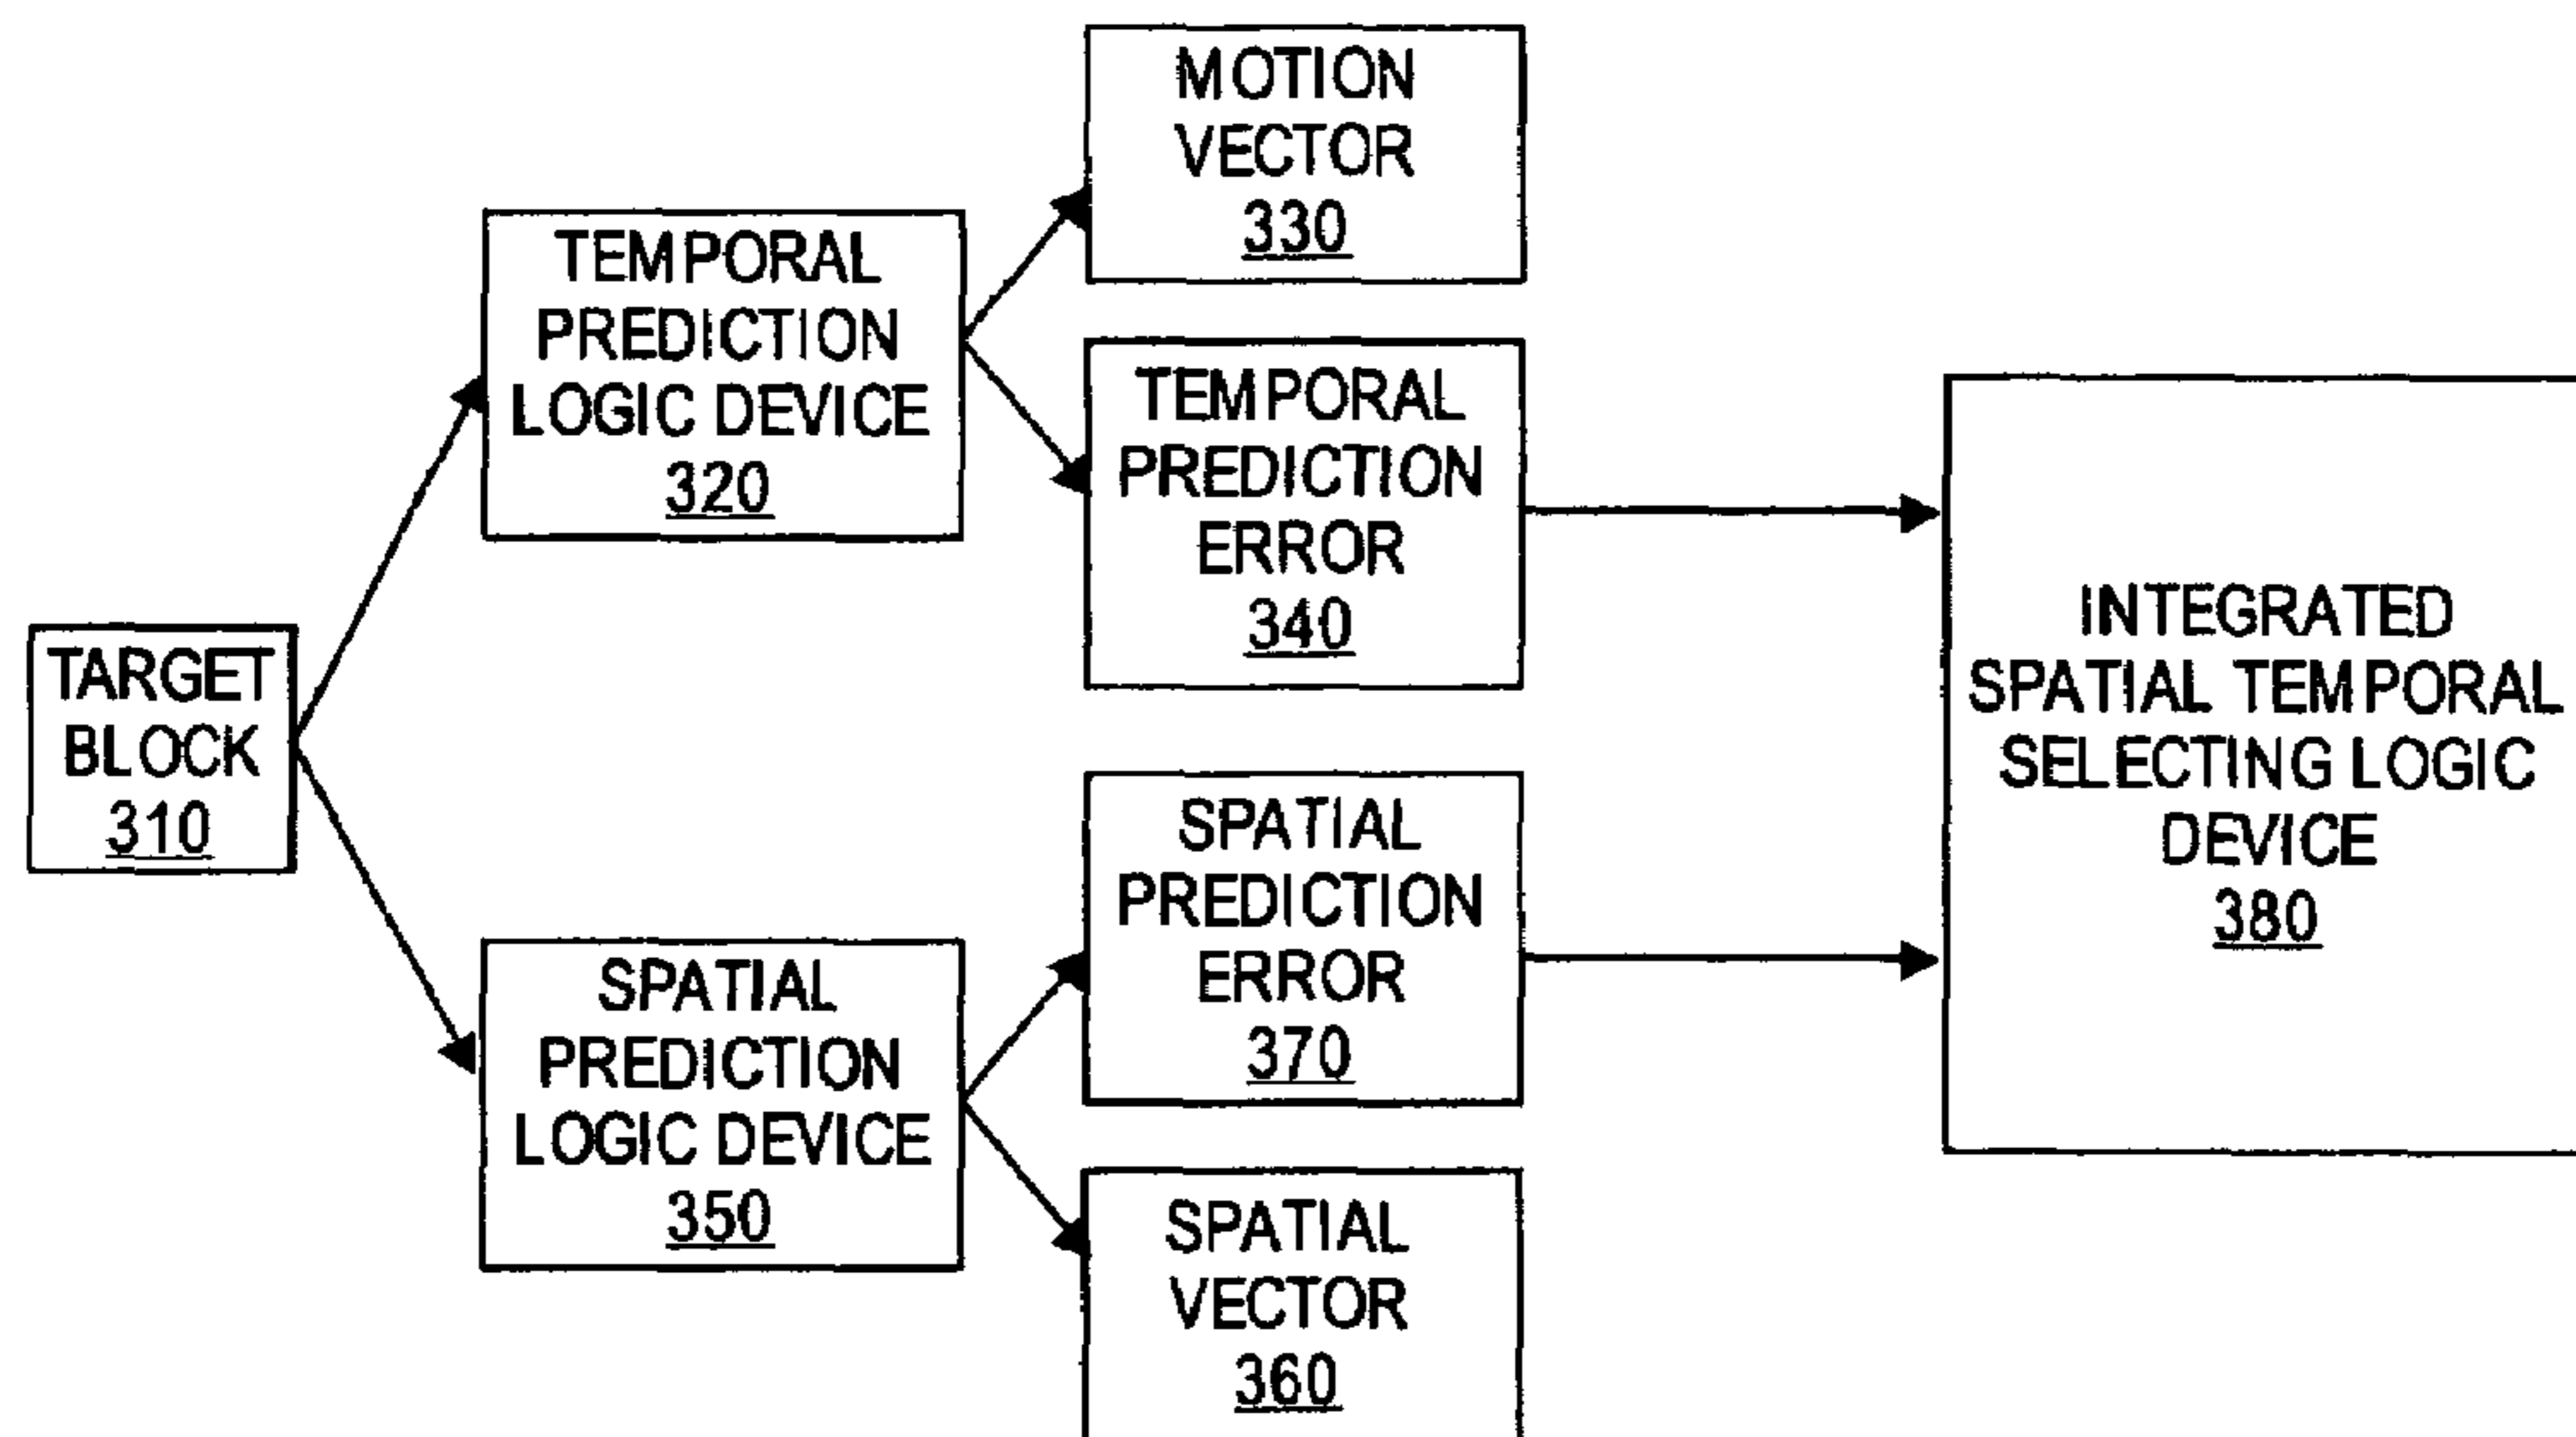 MOTION
VECTOR
330
TEMPORAL
PREDICTION
LOGIC DEVICE
320
TEMPORAL
PREDICTION
ERROR
340
TARGET
BLOCK
310
INTEGRATED
SPATIAL TEMPORAL
SELECTING LOGIC
DEVICE
380
SPATIAL
PREDICTION
ERROR
370
SPATIAL
PREDICTION
LOGIC DEVICE
350
SPATIAL
VECTOR
360